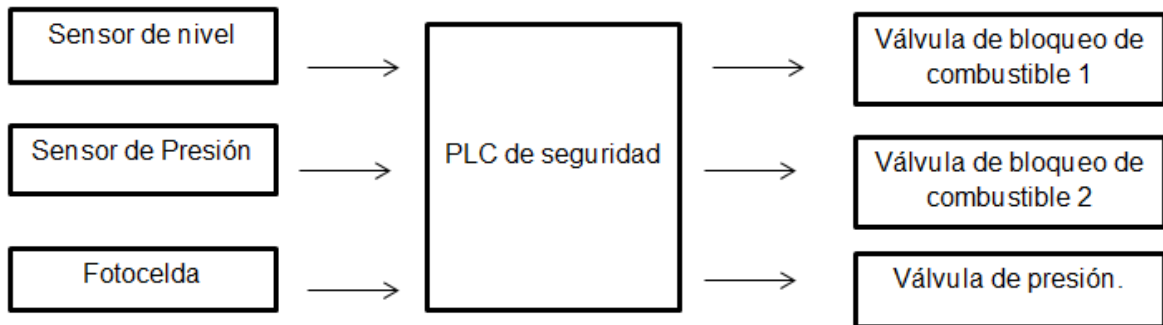 Sensor de nivel
Sensor de Presión
Fotocelda
PLC de seguridad
Válvula de bloqueo de
combustible 1
Válvula de bloqueo de
combustible 2
Válvula de presión.